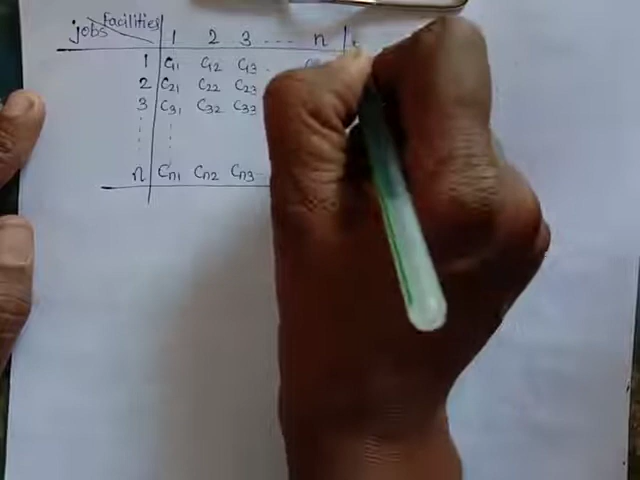 jobs Facilities 1 2 3 .... n
1 C11 C12 C13 .
2 C21 C22 C23
3 C31 C32 C33
n Cn1 Cn2 Cn3..